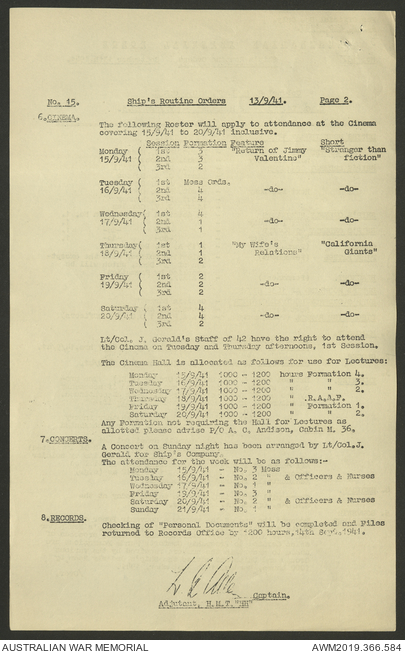 No. 15. Ship's Routine Orders 13/9/41. Page 2.
6. CINEMA.
The following Roster will apply to attendance at the Cinema
covering 15/9/41 to 20/9/41 inclusive.
Session Formation Feature Short
Monday ( 1st 3 "Return of Jimmy "Stranger than
15/9/41 ( 2nd 3 Valentine" fiction"
( 3rd 2
Tuesday ( 1st Mess Ords.
16/9/41 ( 2nd 4 -do- -do-
( 3rd 4
Wednesday( 1st 4
17/9/41 ( 2nd 1 -do- -do-
( 3rd 1
Thursday ( 1st 1 "My Wife's "California
18/9/41 ( 2nd 1 Relations" Giants"
( 3rd 2
Friday ( 1st 2
19/9/41 ( 2nd 2 -do- -do-
( 3rd 2
Saturday ( 1st 4
20/9/41 ( 2nd 4 -do- -do-
( 3rd 2
Lt/Col. J. Gerald's Staff of 42 have the right to attend
the Cinema on Tuesday and Thursday afternoons, 1st Session.
The Cinema Hall is allocated as follows for use for Lectures:
Monday 15/9/41 1000 - 1200 hours Formation 4.
Tuesday 16/9/41 1000 - 1200 " " 3.
Wednesday 17/9/41 1000 - 1200 " " 2.
Thursday 18/9/41 1000 - 1200 " .R.A.A.F.
Friday 19/9/41 1000 - 1200 " Formation 1.
Saturday 20/9/41 1000 - 1200 " " 2.
Any Formation not requiring the Hall for Lectures as
allotted please advise P/O A. C. Andison, Cabin M. 36.
7. CONCERTS.
A Concert on Sunday night has been arranged by Lt/Col.J.
Gerald for Ship's Company.
The attendance for the week will be as follows:-
Monday 15/9/41 - No. 3 Mess
Tuesday 16/9/41 - No. 2 " & Officers & Nurses
Wednesday 17/9/41 - No. 1 "
Friday 19/9/41 - No. 3 "
Saturday 20/9/41 - No. 2 " & Officers & Nurses
Sunday 21/9/41 - No. 1 "
8. RECORDS.
Checking of "Personal Documents" will be completed and Files
returned to Records Office by 1200 hours, 14th Sept. 1941.
Captain.
Adjutant, H.M.T.
AUSTRALIAN WAR MEMORIAL AWM2019.366.584